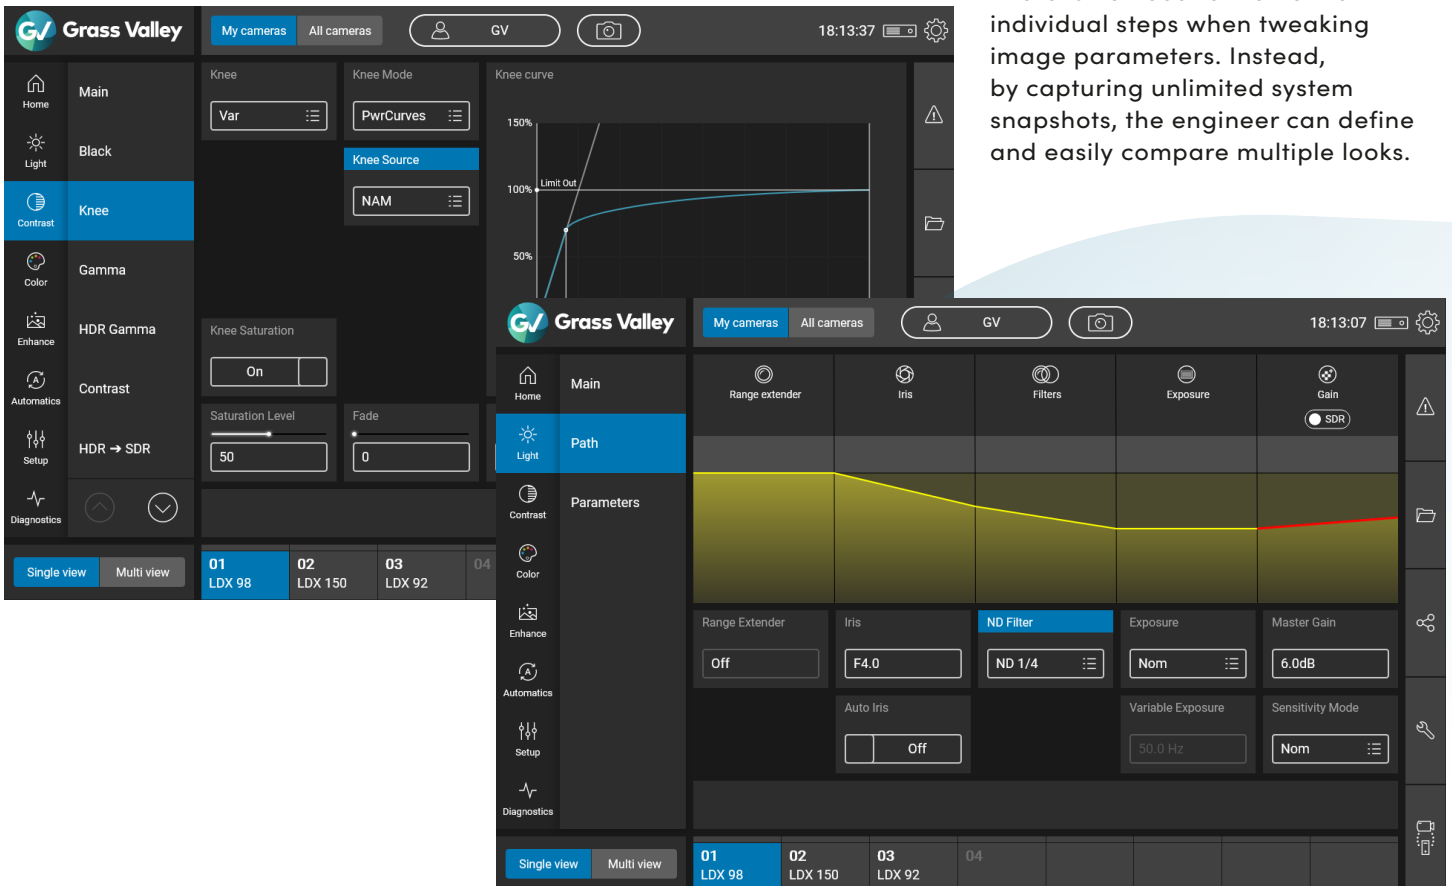 individual steps when tweaking
image parameters. Instead,
by capturing unlimited system
snapshots, the engineer can define
and easily compare multiple looks.
GV Grass Valley
My cameras All cameras
GV
18:13:37
Home
Light
Contrast
Color
Enhance
Automatics
Setup
Diagnostics
Main
Black
Knee
Gamma
HDR Gamma
Contrast
HDR ➔ SDR
Knee
Var
Knee Mode
PwrCurves
Knee Source
NAM
Knee curve
150%
100%
Limit Out
50%
Knee Saturation
On
Saturation Level
50
Fade
0
Single view Multi view
01
LDX 98
02
LDX 150
03
LDX 92
04
GV Grass Valley
My cameras All cameras
GV
18:13:07
Home
Light
Contrast
Color
Enhance
Automatics
Setup
Diagnostics
Main
Path
Parameters
Range extender
Iris
Filters
Exposure
Gain
SDR
Range Extender
Off
Iris
F4.0
ND Filter
ND 1/4
Exposure
Nom
Master Gain
6.0dB
Auto Iris
Off
Variable Exposure
50.0 Hz
Sensitivity Mode
Nom
Single view Multi view
01
LDX 98
02
LDX 150
03
LDX 92
04